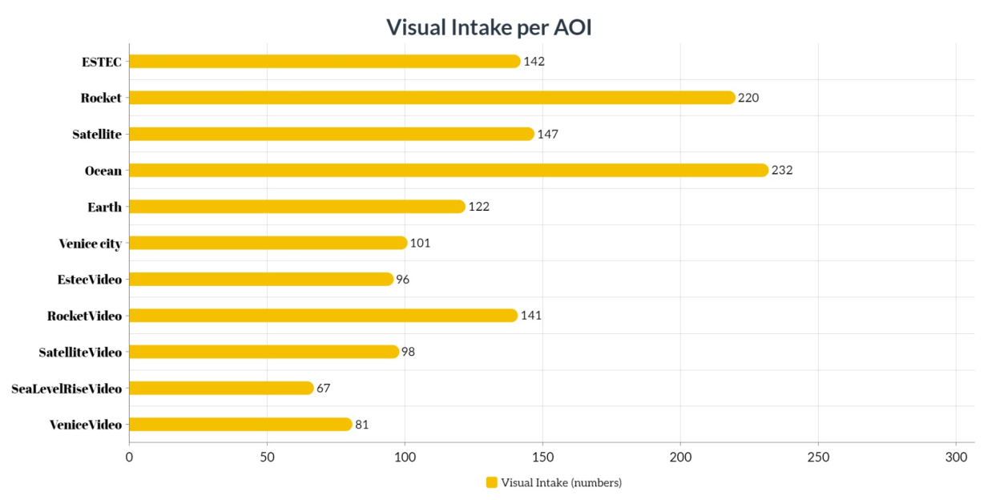 Visual Intake per AOI
ESTEC 142
Rocket 220
Satellite 147
Ocean 232
Earth 122
Venice city 101
EstecVideo 96
RocketVideo 141
SatelliteVideo 98
SeaLevelRiseVideo 67
VeniceVideo 81
0 50 100 150 200 250 300
Visual Intake (numbers)